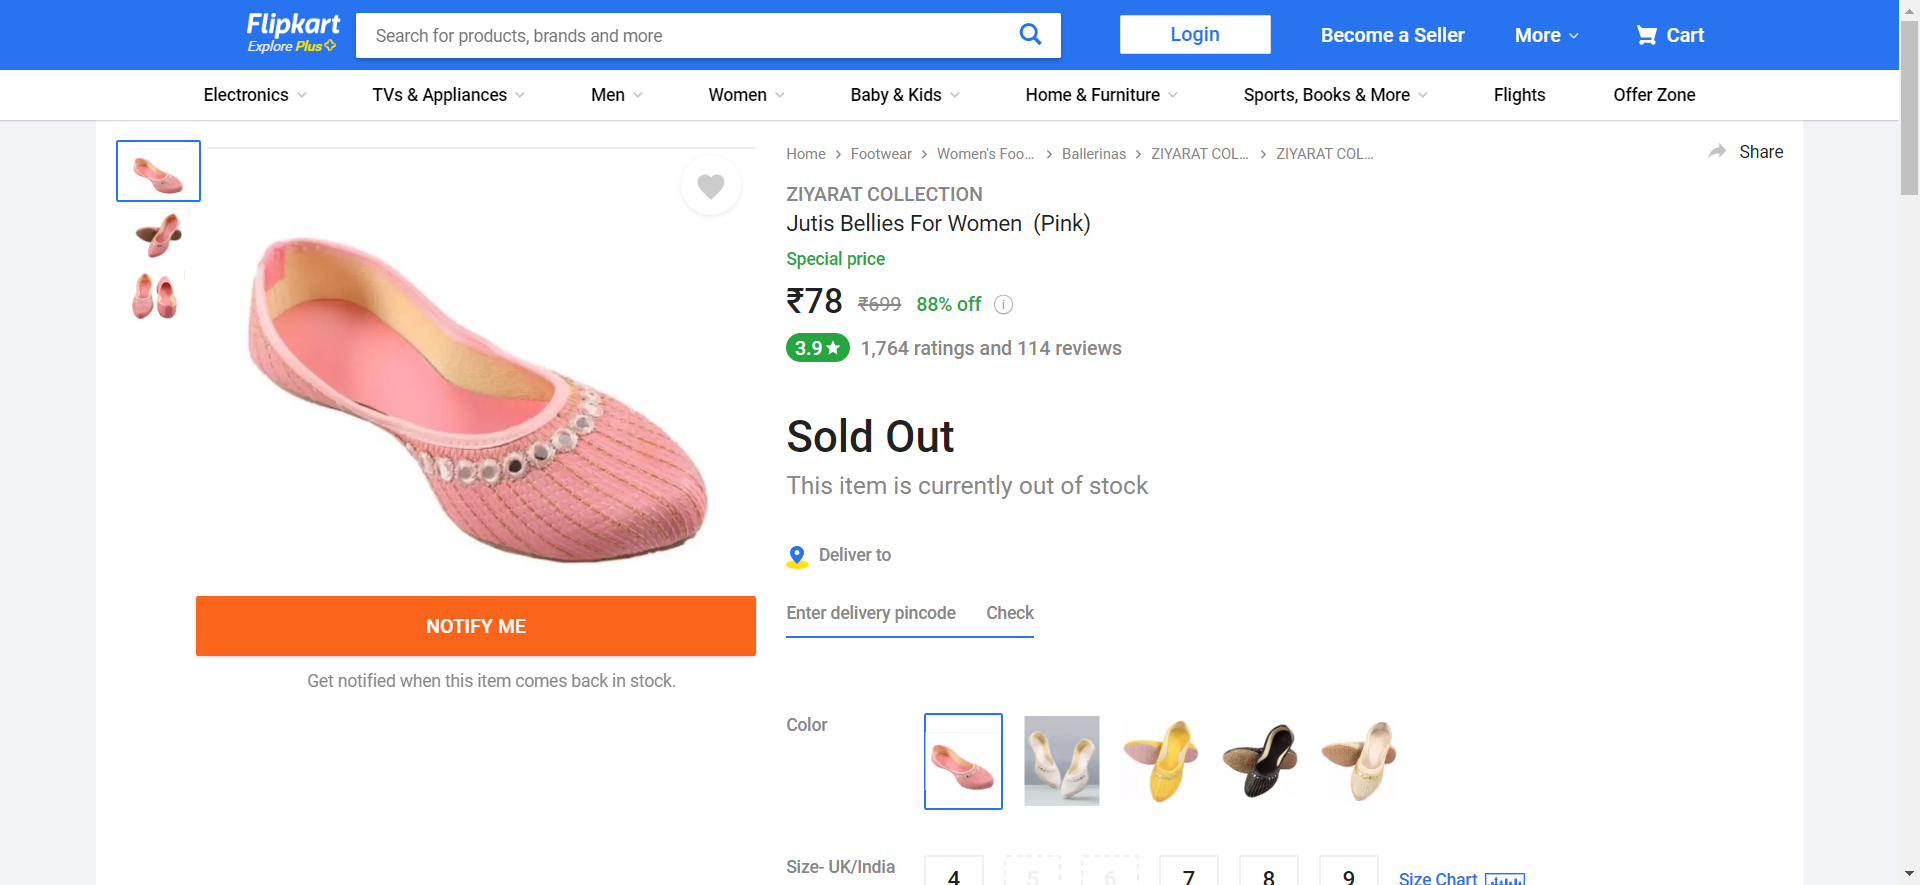 Flipkart
Explore Plus
Search for products, brands and more
Login
Become a Seller
More
Cart
Electronics
TVs & Appliances
Men
Women
Baby & Kids
Home & Furniture
Sports, Books & More
Flights
Offer Zone
Home
Footwear
Women's Foo...
Ballerinas
ZIYARAT COL...
ZIYARAT COL...
Share
ZIYARAT COLLECTION
Jutis Bellies For Women (Pink)
Special price
₹78 ₹699 88% off
3.9 1,764 ratings and 114 reviews
Sold Out
This item is currently out of stock
Deliver to
Enter delivery pincode Check
NOTIFY ME
Get notified when this item comes back in stock.
Color
Size- UK/India 4 5 6 7 8 9 Size Chart